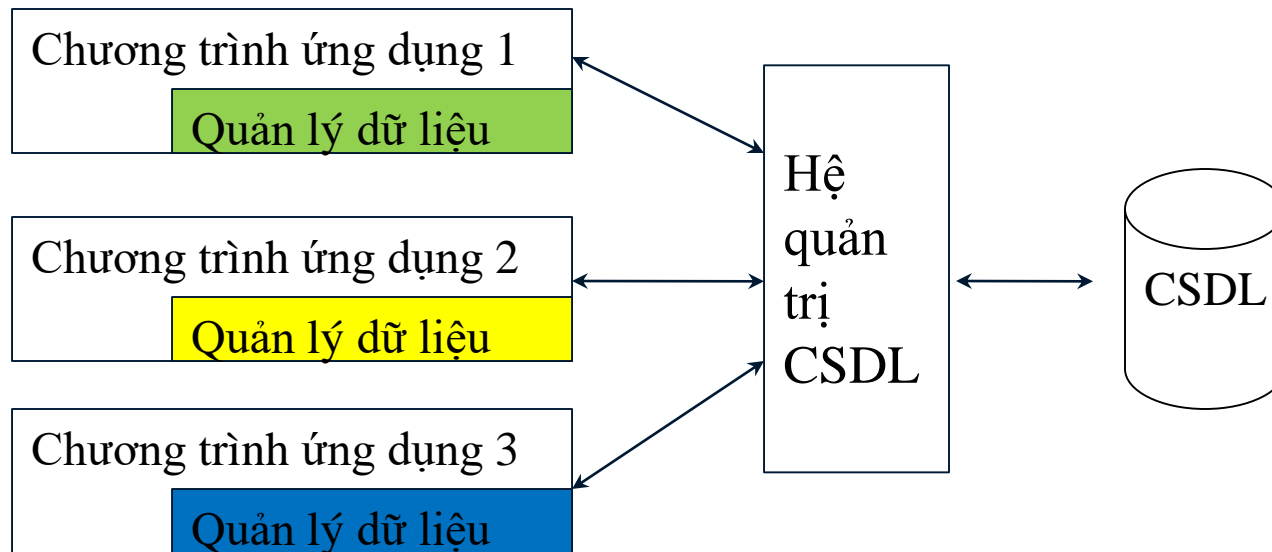 Chương trình ứng dụng 1
Quản lý dữ liệu
Chương trình ứng dụng 2
Quản lý dữ liệu
Chương trình ứng dụng 3
Quản lý dữ liệu
Hệ
quản
trị
CSDL
CSDL